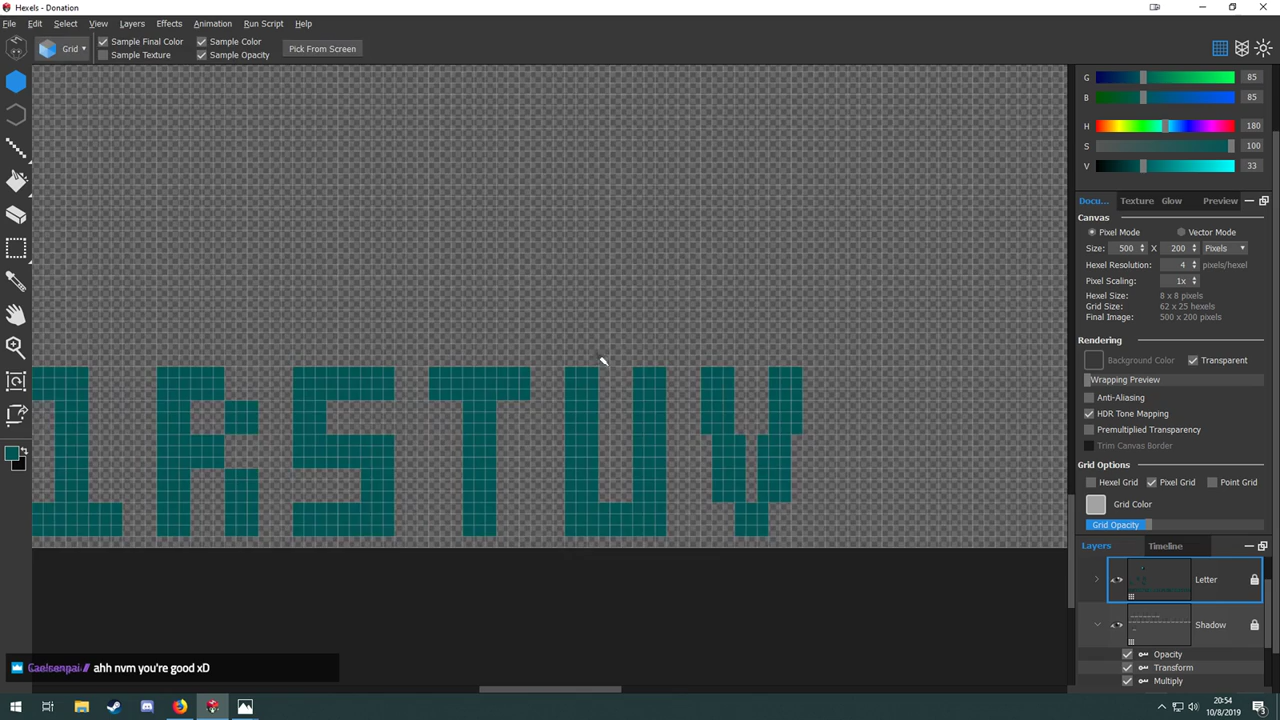 Hexels - Donation
File Edit Select View Layers Effects Animation Run Script Help
Grid Sample Final Color Sample Color Pick From Screen
Sample Texture Sample Opacity
G 85
B 85
H 180
S 100
V 33
Docu... Texture Glow Preview
Canvas
Pixel Mode Vector Mode
Size: 500 X 200 Pixels
Hexel Resolution: 4 pixels/hexel
Pixel Scaling: 1x
Hexel Size: 8 x 8 pixels
Grid Size: 62 x 25 hexels
Final Image: 500 x 200 pixels
Rendering
Background Color Transparent
Wrapping Preview
Anti-Aliasing
HDR Tone Mapping
Premultiplied Transparency
Trim Canvas Border
Grid Options
Hexel Grid Pixel Grid Point Grid
Grid Color
Grid Opacity
Layers Timeline
Letter
Shadow
Opacity
Transform
Multiply
RSTUV
Caelsenpai ahh nvm you're good xD
20:54
10/8/2019
3